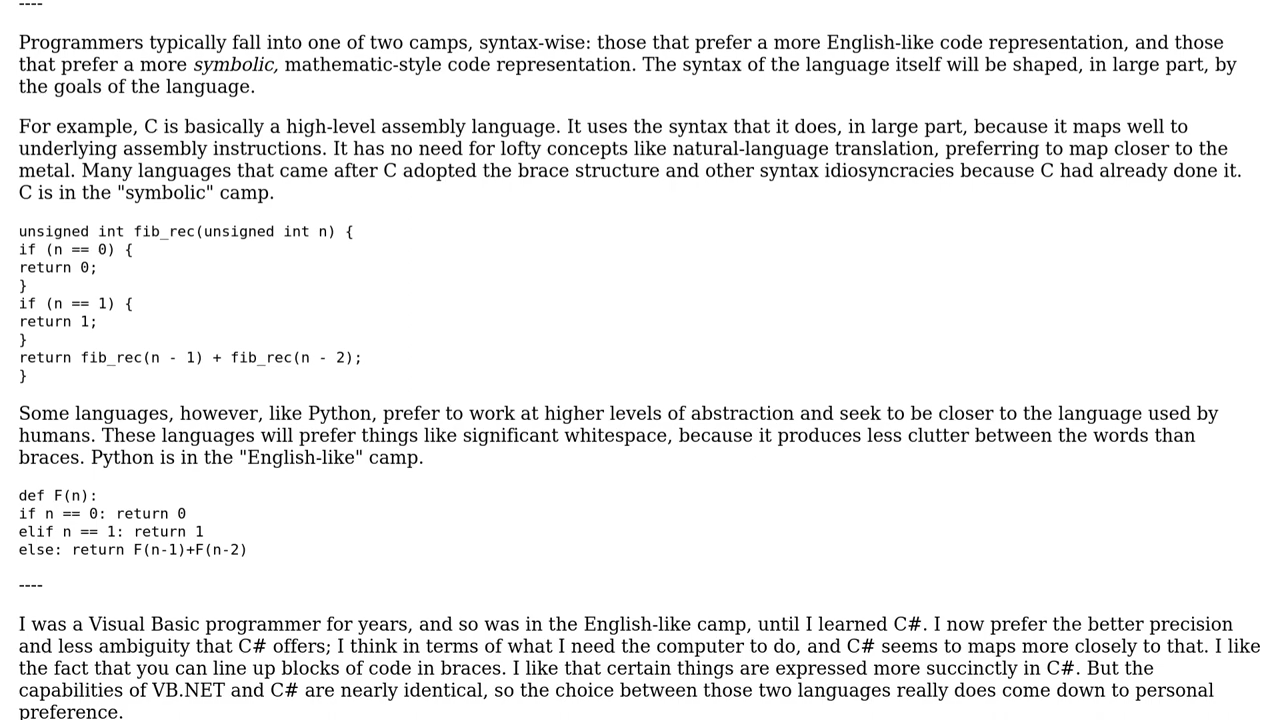 ----
Programmers typically fall into one of two camps, syntax-wise: those that prefer a more English-like code representation, and those
that prefer a more symbolic, mathematic-style code representation. The syntax of the language itself will be shaped, in large part, by
the goals of the language.
For example, C is basically a high-level assembly language. It uses the syntax that it does, in large part, because it maps well to
underlying assembly instructions. It has no need for lofty concepts like natural-language translation, preferring to map closer to the
metal. Many languages that came after C adopted the brace structure and other syntax idiosyncracies because C had already done it.
C is in the "symbolic" camp.
unsigned int fib_rec(unsigned int n) {
if (n == 0) {
return 0;
}
if (n == 1) {
return 1;
}
return fib_rec(n - 1) + fib_rec(n - 2);
}
Some languages, however, like Python, prefer to work at higher levels of abstraction and seek to be closer to the language used by
humans. These languages will prefer things like significant whitespace, because it produces less clutter between the words than
braces. Python is in the "English-like" camp.
def F(n):
if n == 0: return 0
elif n == 1: return 1
else: return F(n-1)+F(n-2)
----
I was a Visual Basic programmer for years, and so was in the English-like camp, until I learned C#. I now prefer the better precision
and less ambiguity that C# offers; I think in terms of what I need the computer to do, and C# seems to maps more closely to that. I like
the fact that you can line up blocks of code in braces. I like that certain things are expressed more succinctly in C#. But the
capabilities of VB.NET and C# are nearly identical, so the choice between those two languages really does come down to personal
preference.